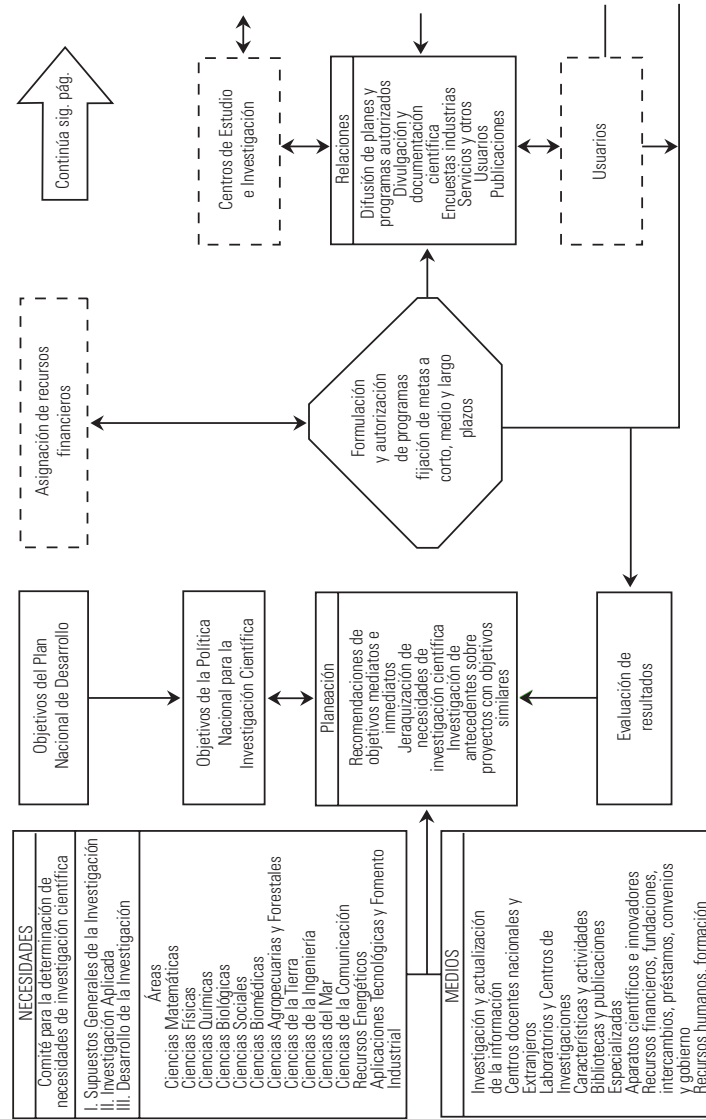 NECESIDADES
Comité para la determinación de
necesidades de investigación científica
I. Supuestos Generales de la Investigación
II. Investigación Aplicada
III. Desarrollo de la Investigación
Áreas
Ciencias Matemáticas
Ciencias Físicas
Ciencias Químicas
Ciencias Biológicas
Ciencias Sociales
Ciencias Biomédicas
Ciencias Agropecuarias y Forestales
Ciencias de la Tierra
Ciencias de la Ingeniería
Ciencias del Mar
Ciencias de la Comunicación
Recursos Energéticos
Aplicaciones Tecnológicas y Fomento
Industrial
MEDIOS
Investigación y actualización
de la información
Centros docentes nacionales y
Extranjeros
Laboratorios y Centros de
Investigaciones
Características y actividades
Bibliotecas y publicaciones
Especializadas
Aparatos científicos e innovadores
Recursos financieros, fundaciones,
intercambios, préstamos, convenios
y gobierno
Recursos humanos, formación
Objetivos del Plan
Nacional de Desarrollo
Objetivos de la Política
Nacional para la
Investigación Científica
Planeación
Recomendaciones de
objetivos mediatos e
inmediatos
Jeraquización de
necesidades de
investigación científica
Investigación de
antecedentes sobre
proyectos con objetivos
similares
Evaluación de
resultados
Asignación de recursos
financieros
Formulación
y autorización
de programas
fijación de metas a
corto, medio y largo
plazos
Continúa sig. pág.
Centros de Estudio
e Investigación
Relaciones
Difusión de planes y
programas autorizados
Divulgación y
documentación
científica
Encuestas industrias
Servicios y otros
Usuarios
Publicaciones
Usuarios